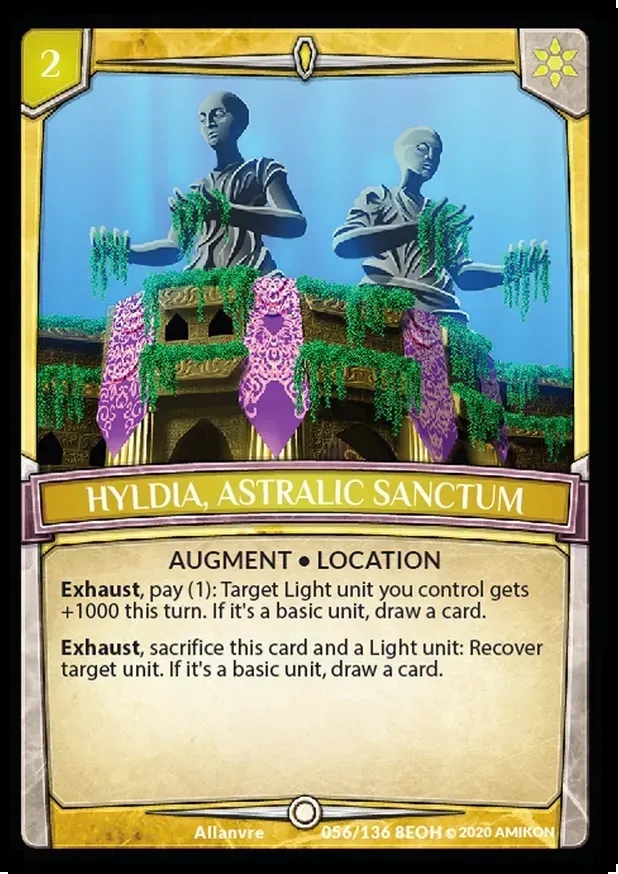 2
HYLDIA, ASTRALIC SANCTUM
AUGMENT ● LOCATION
Exhaust, pay (1): Target Light unit you control gets
+1000 this turn. If it's a basic unit, draw a card.
Exhaust, sacrifice this card and a Light unit: Recover
target unit. If it's a basic unit, draw a card.
Allanvre 056/136 8EOH © 2020 AMIKON